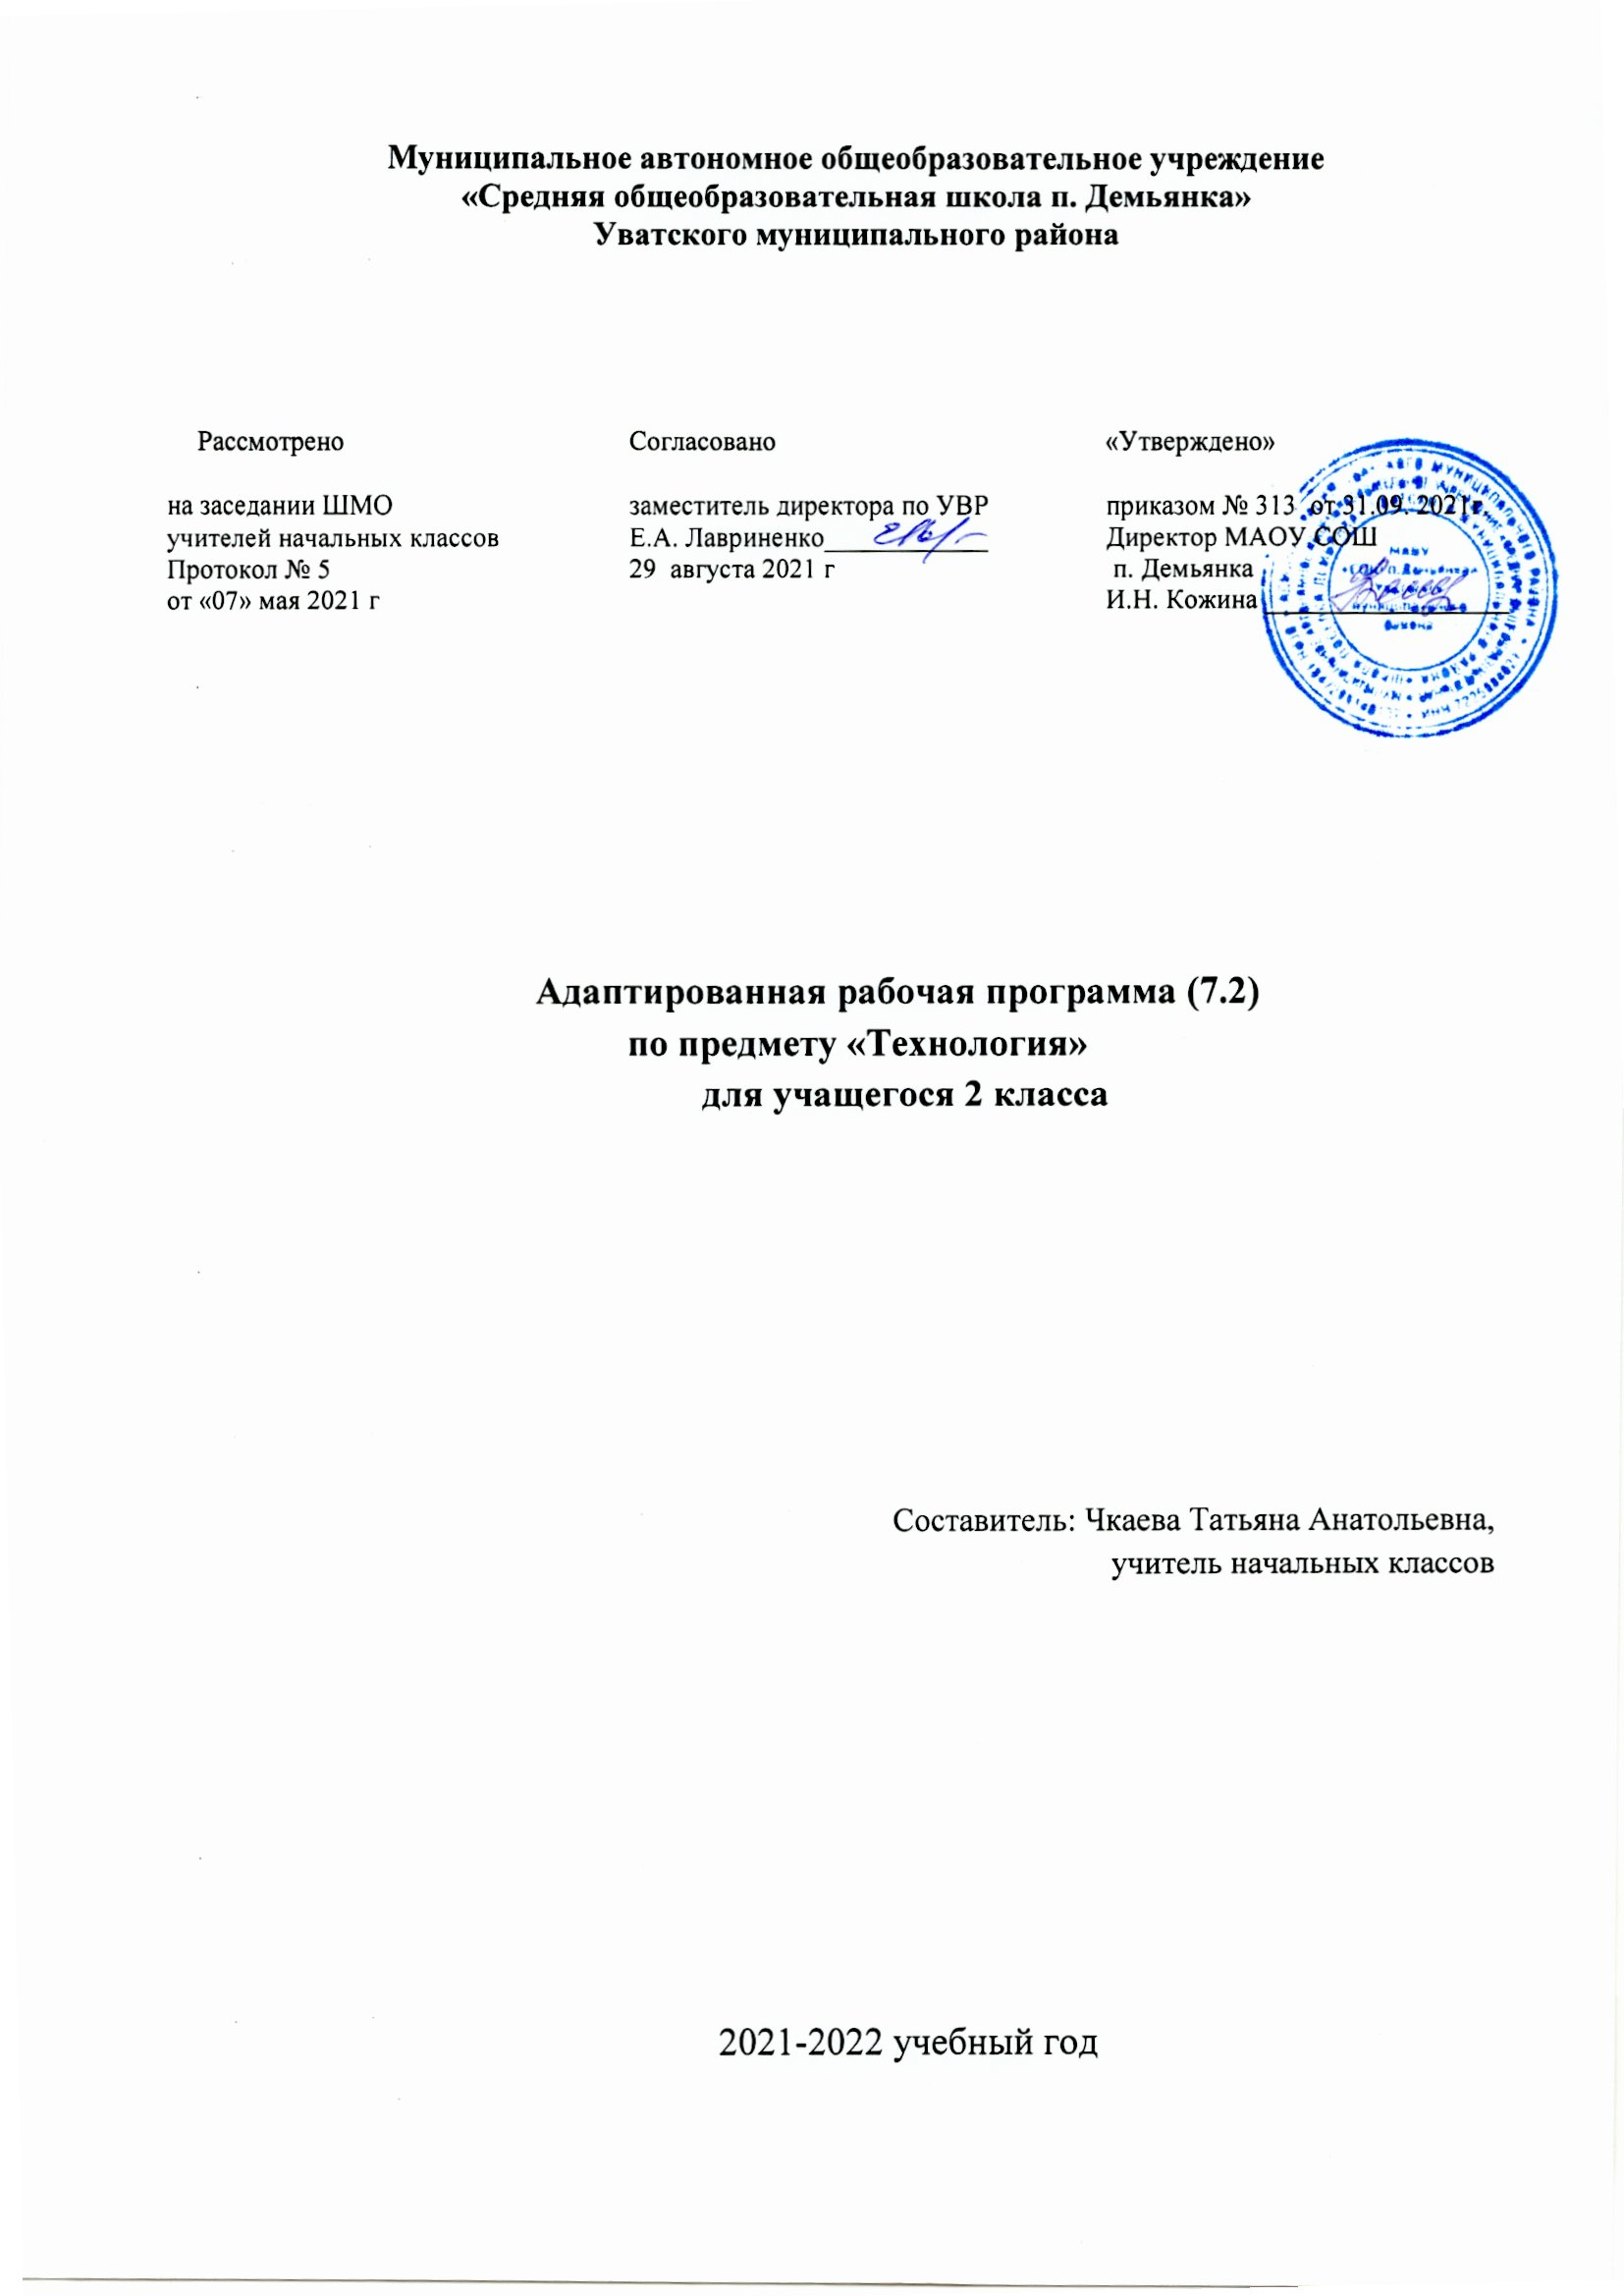 Муниципальное автономное общеобразовательное учреждение
«Средняя общеобразовательная школа п. Демьянка»
Уватского муниципального района
Рассмотрено
на заседании ШМО
учителей начальных классов
Протокол № 5
от «07» мая 2021 г
Согласовано
заместитель директора по УВР
Е.А. Лавриненко
29 августа 2021 г
«Утверждено»
приказом № 313 от 31.09. 2021г.
Директор МАОУ СОШ
п. Демьянка
И.Н. Кожина
Адаптированная рабочая программа (7.2)
по предмету «Технология»
для учащегося 2 класса
Составитель: Чкаева Татьяна Анатольевна,
учитель начальных классов
2021-2022 учебный год